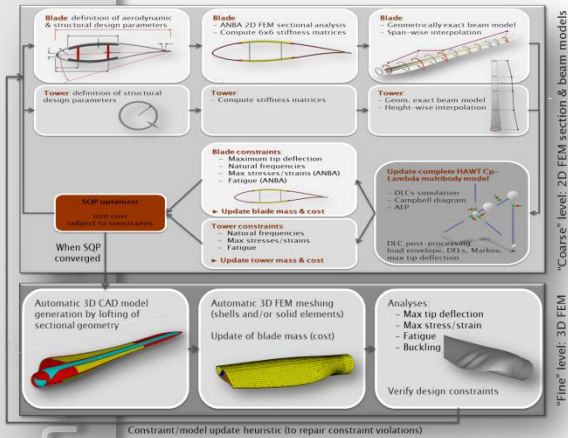 Blade: definition of aerodynamic
& structural design parameters
Blade:
- ANBA 2D FEM sectional analysis
- Compute 6x6 stiffness matrices
Blade
- Geometrically exact beam model
- Span-wise interpolation
Tower: definition of structural
design parameters
Tower:
- Compute stiffness matrices
Tower:
- Geom. exact beam model
- Height-wise interpolation
Blade constraints:
- Maximum tip deflection
- Natural frequencies
- Max stresses/strains (ANBA)
- Fatigue (ANBA)
► Update blade mass & cost
Tower constraints:
- Natural frequencies
- Max stresses/strains
- Fatigue
► Update tower mass & cost
Update complete HAWT Cp-
Lambda multibody model
- DLCs simulation
- Campbell diagram
- AEP
DLC post-processing:
load envelope, DELs, Markov,
max tip deflection
SQP optimizer
min cost
subject to constraints
When SQP
converged
"Coarse" level: 2D FEM section & beam models
Automatic 3D CAD model
generation by lofting of
sectional geometry
Automatic 3D FEM meshing
(shells and/or solid elements)
Update of blade mass (cost)
Analyses:
- Max tip deflection
- Max stress/strain
- Fatigue
- Buckling
Verify design constraints
"Fine" level: 3D FEM
Constraint/model update heuristic (to repair constraint violations)